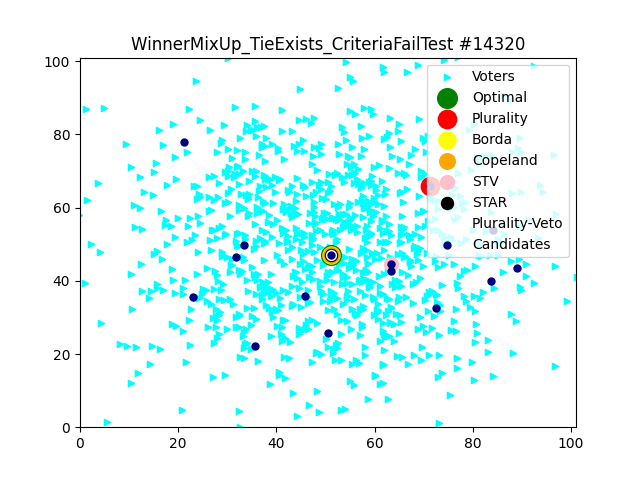 WinnerMixUp_TieExists_CriteriaFailTest #14320
100
80
60
40
20
0
0
20
40
60
80
100
Voters
Optimal
Plurality
Borda
Copeland
STV
STAR
Plurality-Veto
Candidates